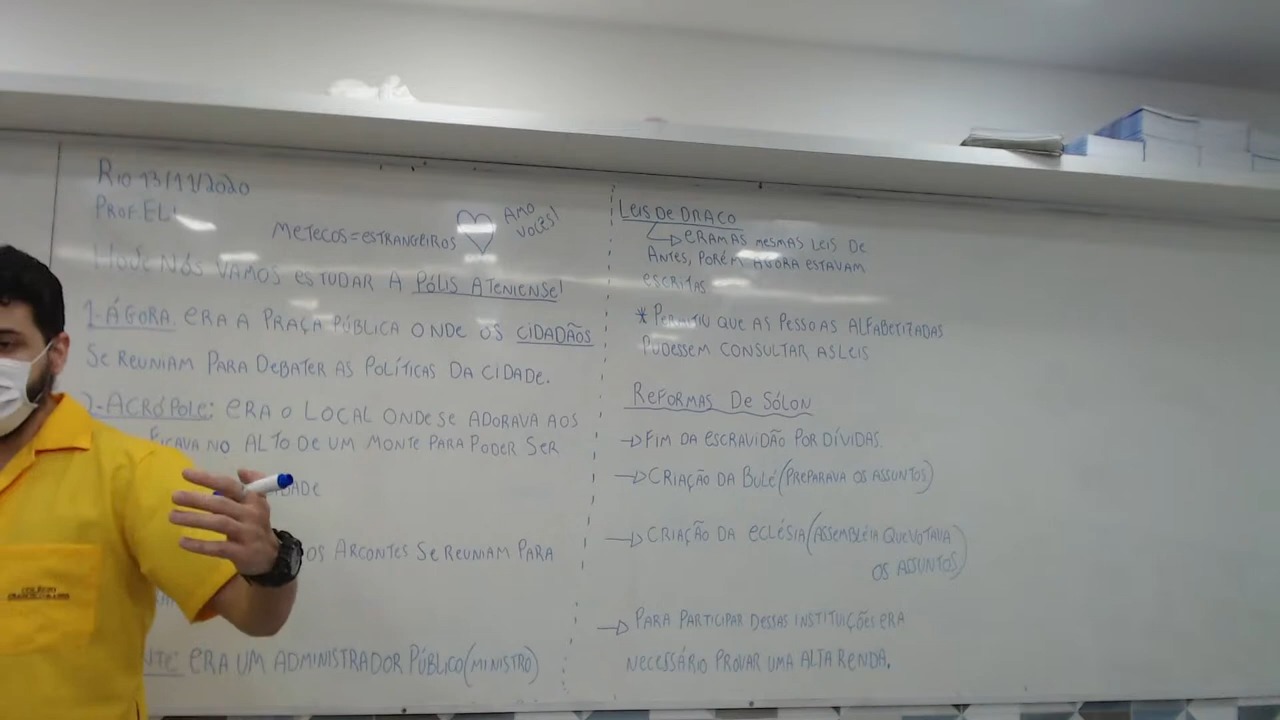 Rio 13/11/2020
Prof. Eli
METECOS = ESTRANGEIROS
AMO
VOCÊS!
HOJE NÓS VAMOS ESTUDAR A PÓLIS ATENIENSE!
1-ÁGORA: ERA A PRAÇA PÚBLICA ONDE OS CIDADÃOS
SE REUNIAM PARA DEBATER AS POLÍTICAS DA CIDADE.
2-ACRÓPOLE: ERA O LOCAL ONDE SE ADORAVA AOS
FICAVA NO ALTO DE UM MONTE PARA PODER SER
OS ARCONTES SE REUNIAM PARA
ERA UM ADMINISTRADOR PÚBLICO (MINISTRO)
LEIS DE DRACO
ERAM AS MESMAS LEIS DE
ANTES, PORÉM AGORA ESTAVAM
ESCRITAS
* PERMITIU QUE AS PESSOAS ALFABETIZADAS
PUDESSEM CONSULTAR AS LEIS
REFORMAS DE SÓLON
→ FIM DA ESCRAVIDÃO POR DÍVIDAS.
→ CRIAÇÃO DA BULÉ (PREPARAVA OS ASSUNTOS)
→ CRIAÇÃO DA ECLÉSIA (ASSEMBLÉIA QUE VOTAVA
OS ASSUNTOS)
→ PARA PARTICIPAR DESSAS INSTITUIÇÕES ERA
NECESSÁRIO PROVAR UMA ALTA RENDA.
COLÉGIO